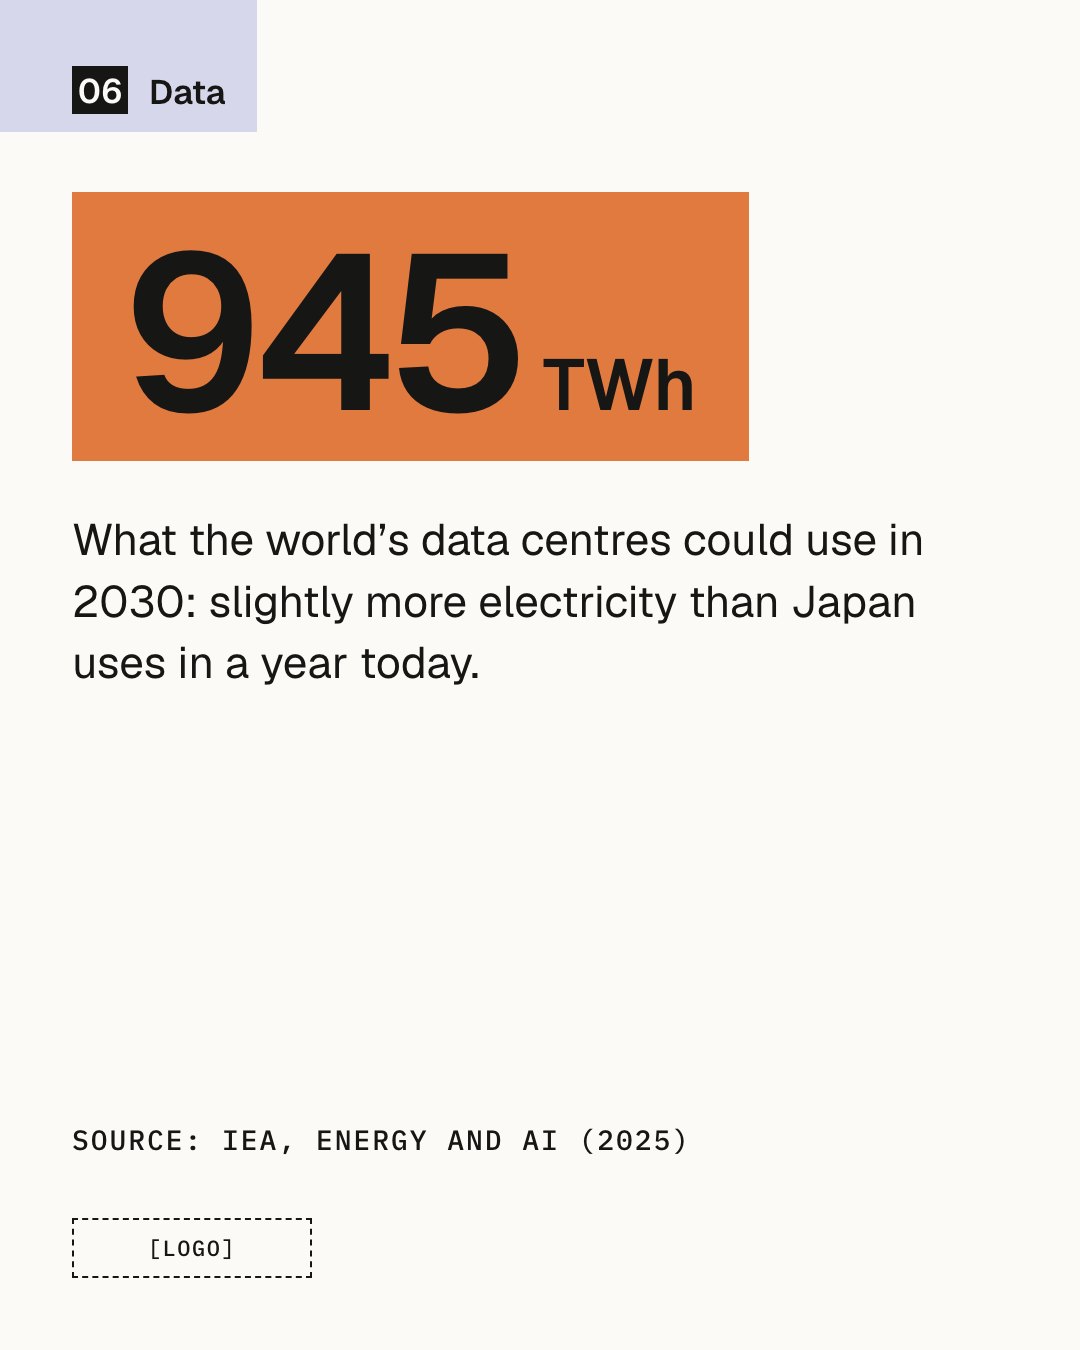 06 Data
945 TWh
What the world’s data centres could use in
2030: slightly more electricity than Japan
uses in a year today.
SOURCE: IEA, ENERGY AND AI (2025)
[LOGO]